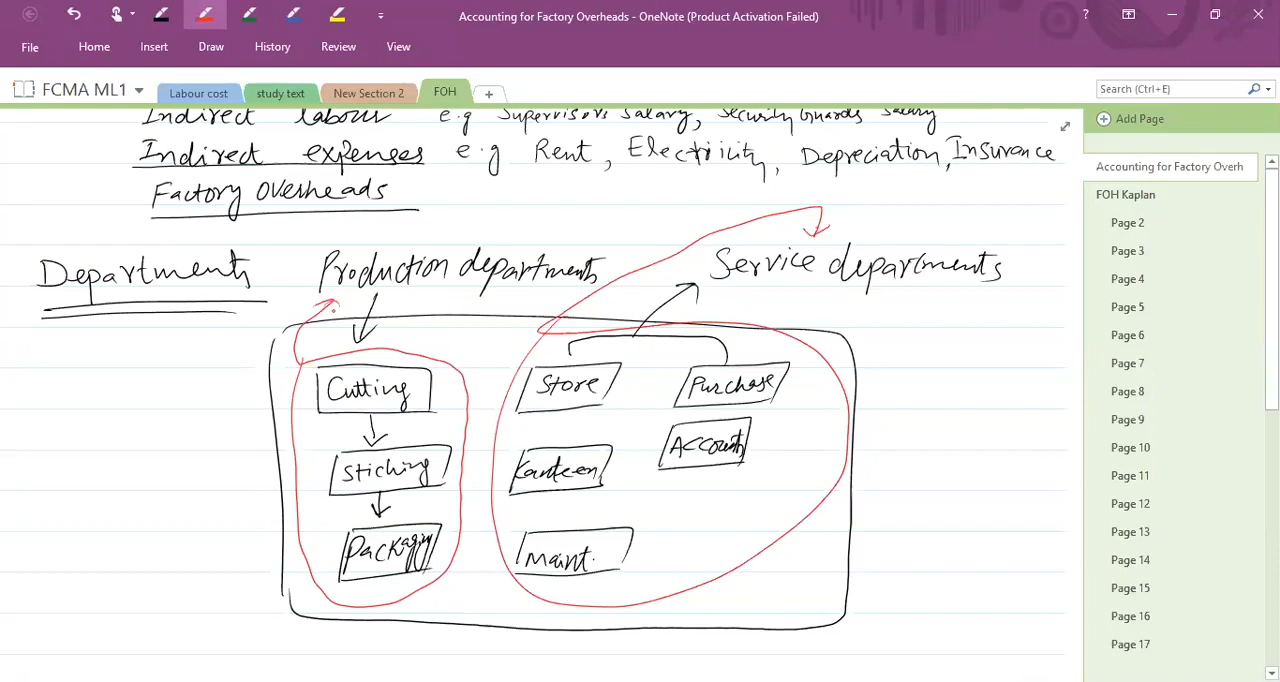 Accounting for Factory Overheads - OneNote (Product Activation Failed)
?
File Home Insert Draw History Review View
FCMA ML1 Labour cost study text New Section 2 FOH +
Search (Ctrl+E)
Indirect labour e.g Supervisors Salary, Security Guards Salary
Indirect expenses e.g Rent, Electricity, Depreciation, Insurance
Factory Overheads
Departments Production departments Service departments
Cutting Store Purchase
Stiching Kanteen Accounts
Packaging Maint.
Add Page
Accounting for Factory Overh
FOH Kaplan
Page 2
Page 3
Page 4
Page 5
Page 6
Page 7
Page 8
Page 9
Page 10
Page 11
Page 12
Page 13
Page 14
Page 15
Page 16
Page 17